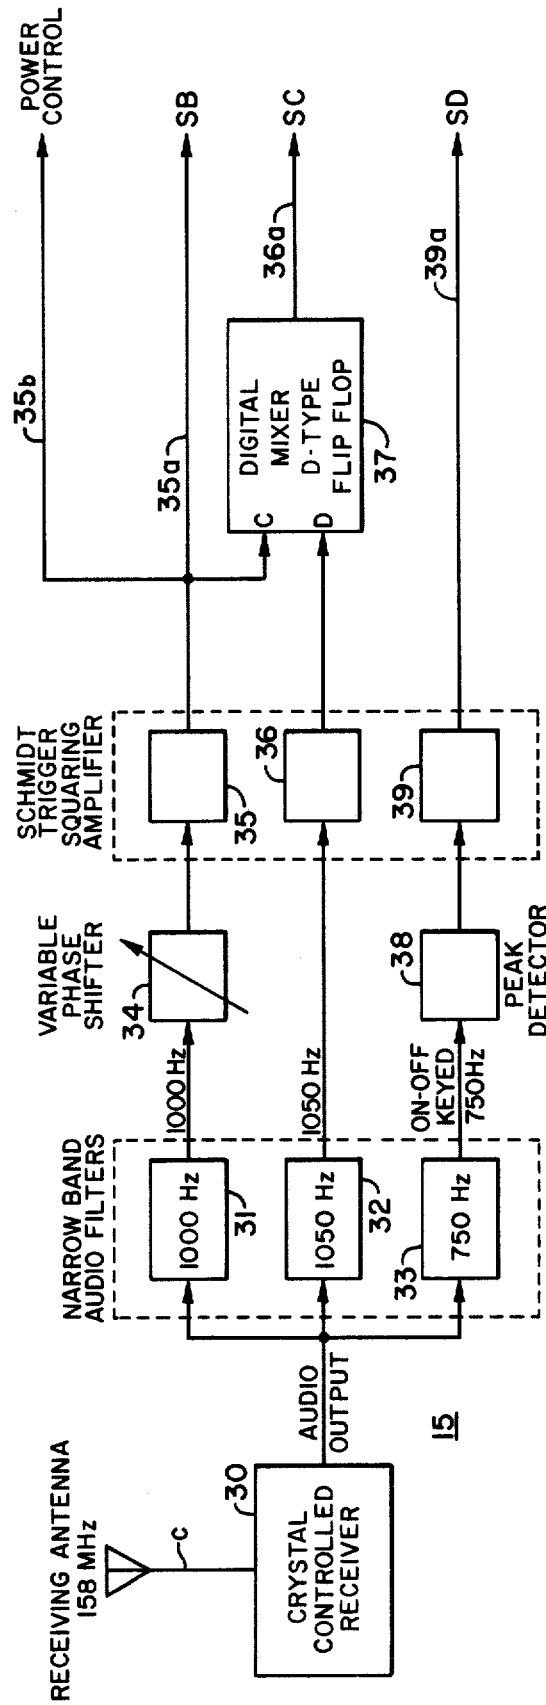 RECEIVING ANTENNA
158 MHz
C
30
CRYSTAL
CONTROLLED
RECEIVER
AUDIO
OUTPUT
15
NARROW BAND
AUDIO FILTERS
1000 Hz
31
1050 Hz
32
750 Hz
33
1000 Hz
1050 Hz
ON-OFF
KEYED
750Hz
VARIABLE
PHASE
SHIFTER
34
38
PEAK
DETECTOR
SCHMIDT
TRIGGER
SQUARING
AMPLIFIER
35
36
39
35b
35a
C
D
DIGITAL
MIXER
D-TYPE
FLIP FLOP
37
36a
39a
POWER
CONTROL
SB
SC
SD